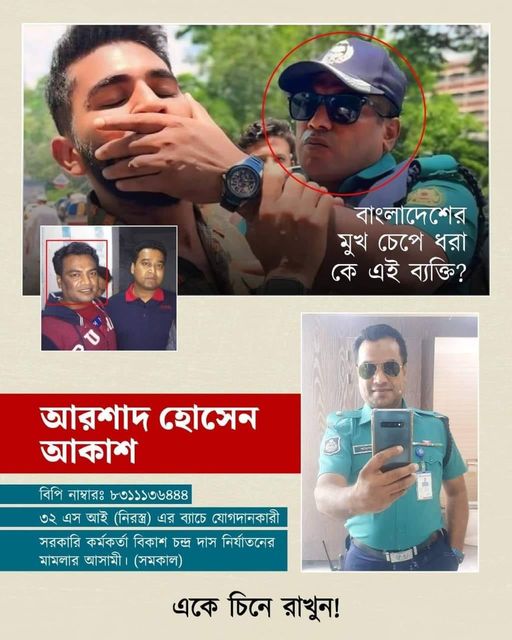 বাংলাদেশের
মুখ চেপে ধরা
কে এই ব্যক্তি?
আরশাদ হোসেন
আকাশ
বিপি নাম্বারঃ ৮৩১১১৩৬৪৪৪
৩২ এস আই (নিরস্ত্র) এর ব্যাচে যোগদানকারী
সরকারি কর্মকর্তা বিকাশ চন্দ্র দাস নির্যাতনের
মামলার আসামী। (সমকাল)
একে চিনে রাখুন!